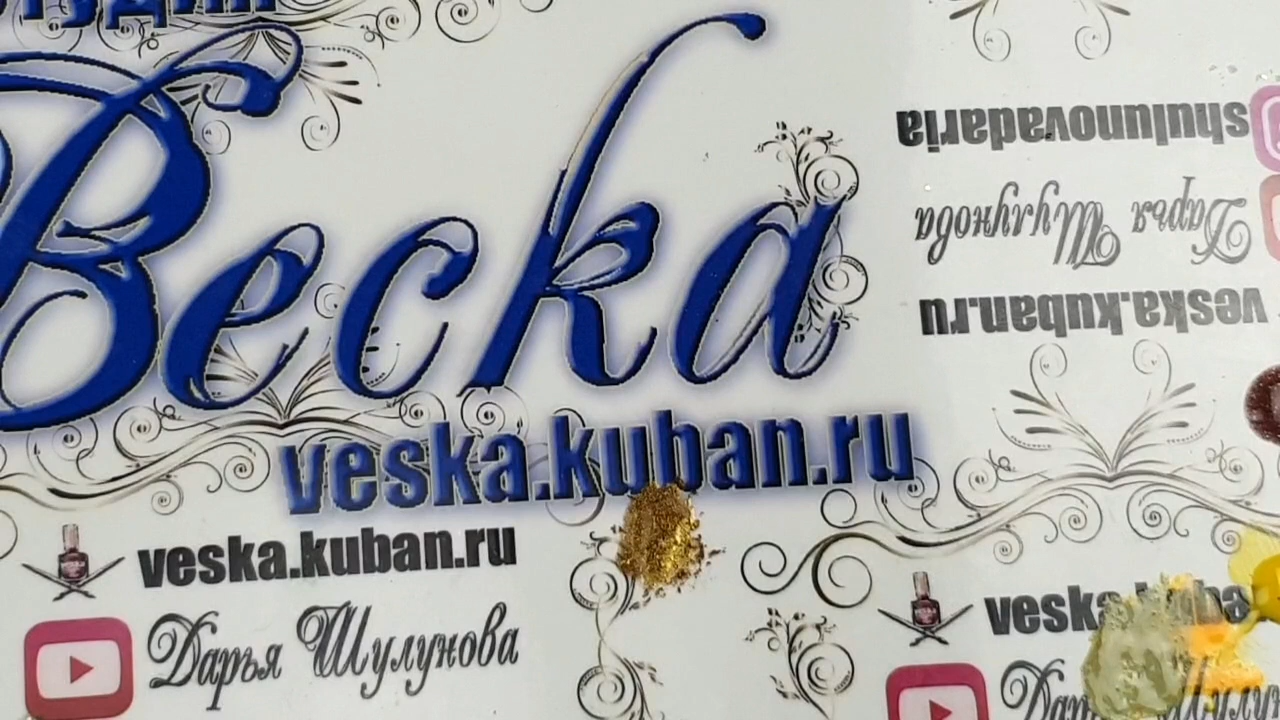 Веска
veska.kuban.ru
veska.kuban.ru
Дарья Шулунова
shulunovadaria
Дарья Шулунова
veska.kuban.ru